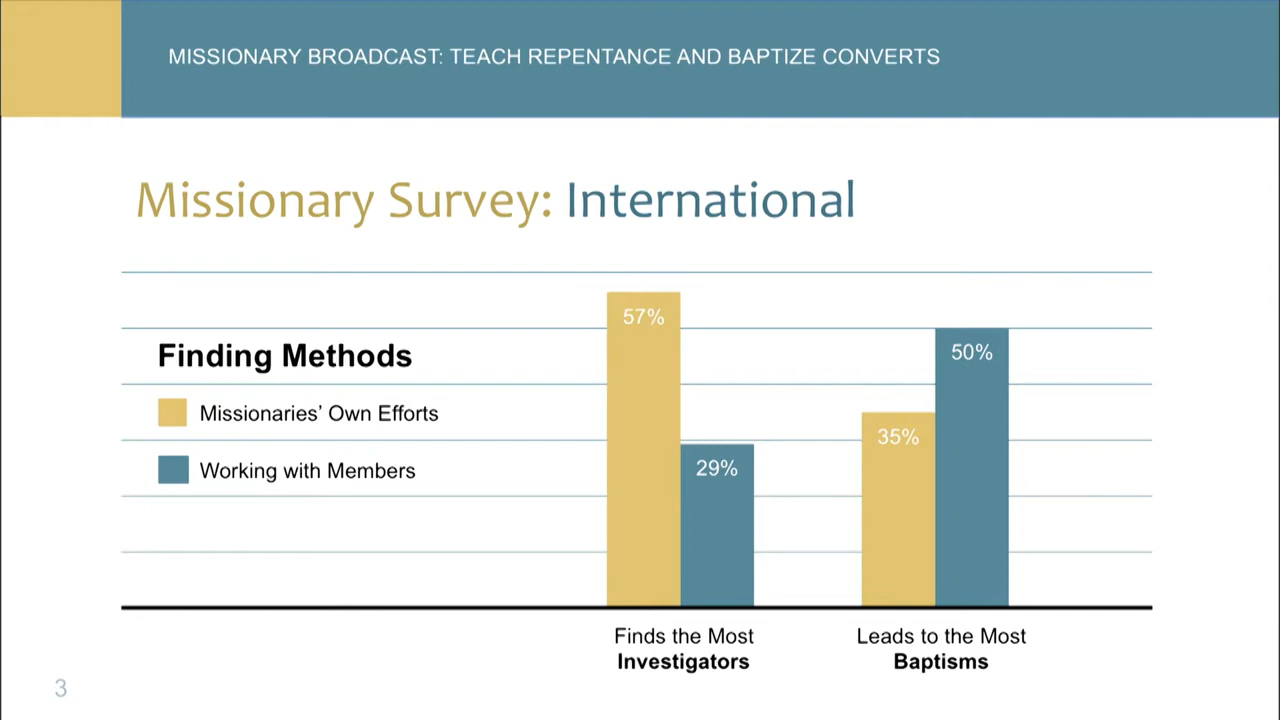 MISSIONARY BROADCAST: TEACH REPENTANCE AND BAPTIZE CONVERTS
Missionary Survey: International
Finding Methods
Missionaries’ Own Efforts
Working with Members
57%
29%
35%
50%
Finds the Most
Investigators
Leads to the Most
Baptisms
3